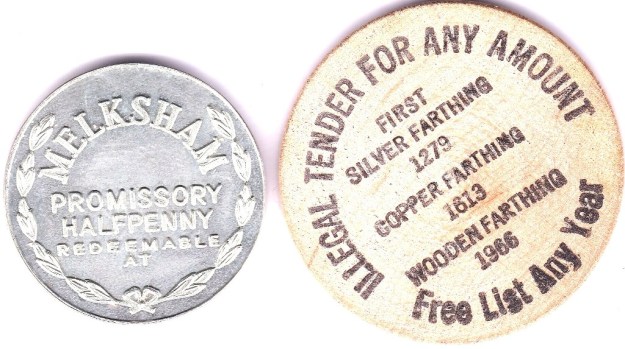 MELKSHAM
PROMISSORY
HALFPENNY
REDEEMABLE
AT
ILLEGAL TENDER FOR ANY AMOUNT
FIRST
SILVER FARTHING
1279
COPPER FARTHING
1613
WOODEN FARTHING
1966
Free List Any Year